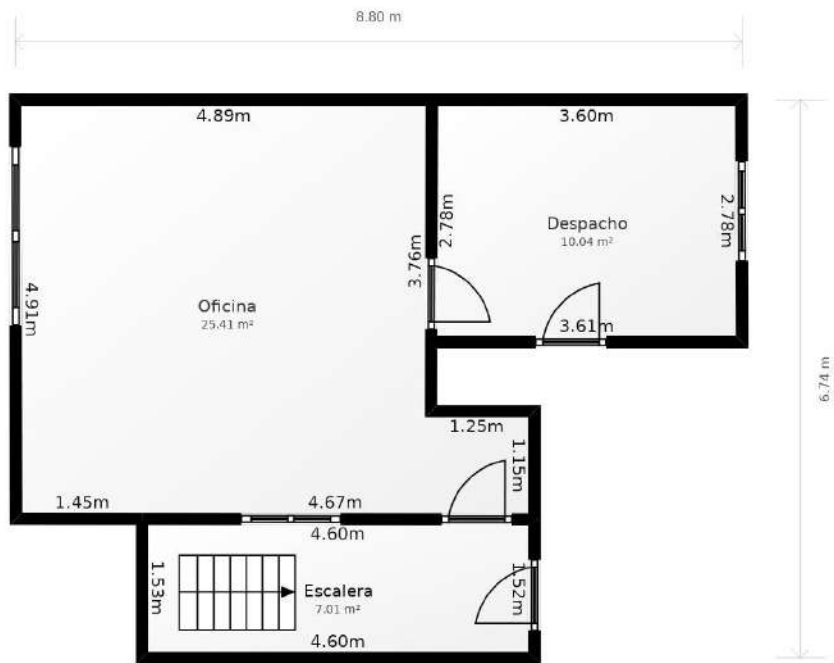 8.80 m
4.89m
3.60m
2.78m
2.78m
Despacho
10.04 m²
3.76m
4.91m
Oficina
25.41 m²
3.61m
6.74 m
1.25m
1.15m
1.45m
4.67m
4.60m
1.53m
Escalera
7.01 m²
1.52m
4.60m